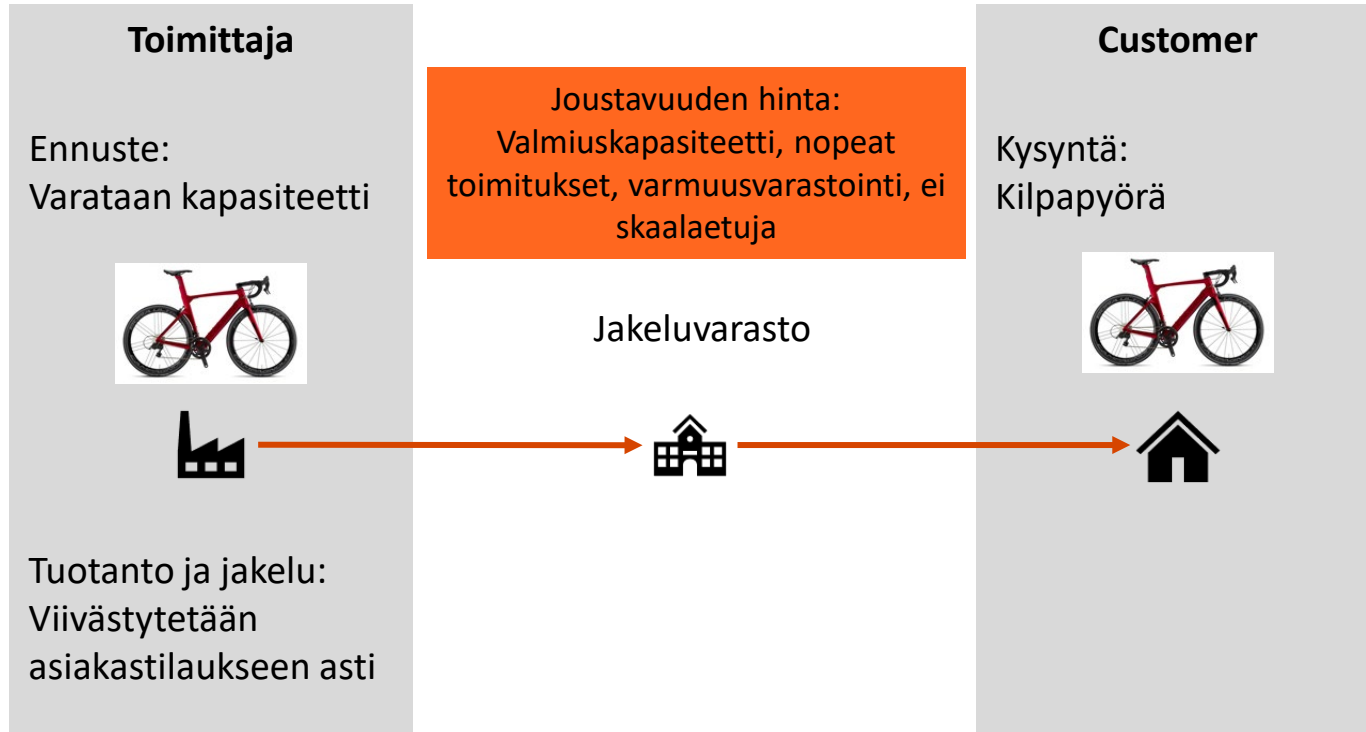 Toimittaja
Ennuste:
Varataan kapasiteetti
Tuotanto ja jakelu:
Viivästytetään
asiakastilaukseen asti
Joustavuuden hinta:
Valmiuskapasiteetti, nopeat
toimitukset, varmuusvarastointi, ei
skaalaetuja
Jakeluvarasto
Customer
Kysyntä:
Kilpapyörä